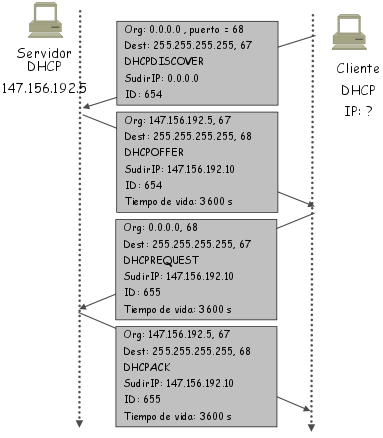 Servidor
DHCP
147.156.192.5
Cliente
DHCP
IP: ?
Org: 0.0.0.0 , puerto = 68
Dest: 255.255.255.255, 67
DHCPDISCOVER
SudirIP: 0.0.0.0
ID: 654
Org: 147.156.192.5, 67
Dest: 255.255.255.255, 68
DHCPOFFER
SudirIP: 147.156.192.10
ID: 654
Tiempo de vida: 3600 s
Org: 0.0.0.0, 68
Dest: 255.255.255.255, 67
DHCPREQUEST
SudirIP: 147.156.192.10
ID: 655
Tiempo de vida: 3600 s
Org: 147.156.192.5, 67
Dest: 255.255.255.255, 68
DHCPACK
SudirIP: 147.156.192.10
ID: 655
Tiempo de vida: 3600 s